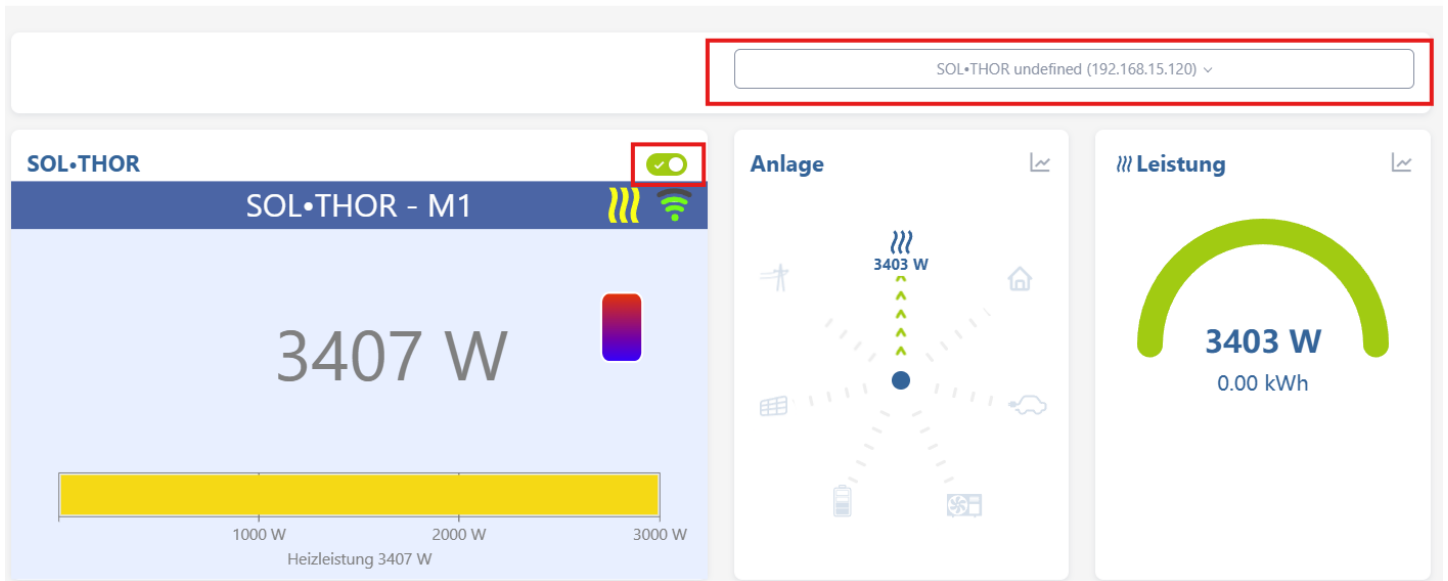 SOL•THOR undefined (192.168.15.120)
SOL•THOR
SOL•THOR - M1
3407 W
1000 W 2000 W 3000 W
Heizleistung 3407 W
Anlage
3403 W
Leistung
3403 W
0.00 kWh